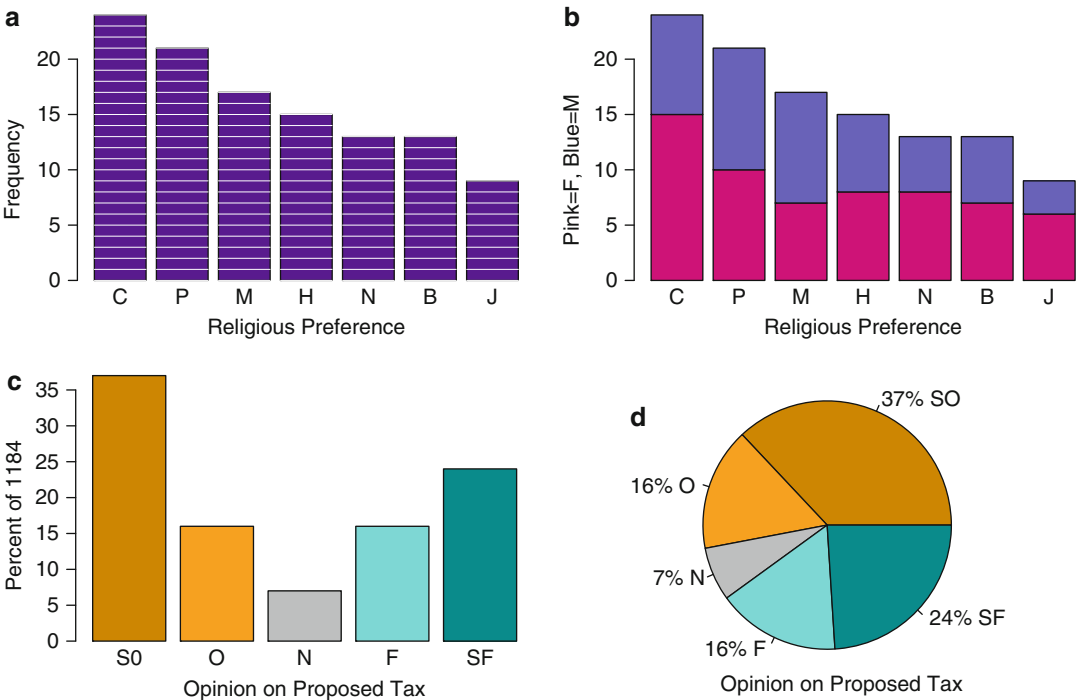 a
Frequency
20
15
10
5
0
C P M H N B J
Religious Preference
b
Pink=F, Blue=M
20
15
10
5
0
C P M H N B J
Religious Preference
c
Percent of 1184
35
30
25
20
15
10
5
0
S0 O N F SF
Opinion on Proposed Tax
d
37% SO
16% O
7% N
16% F
24% SF
Opinion on Proposed Tax